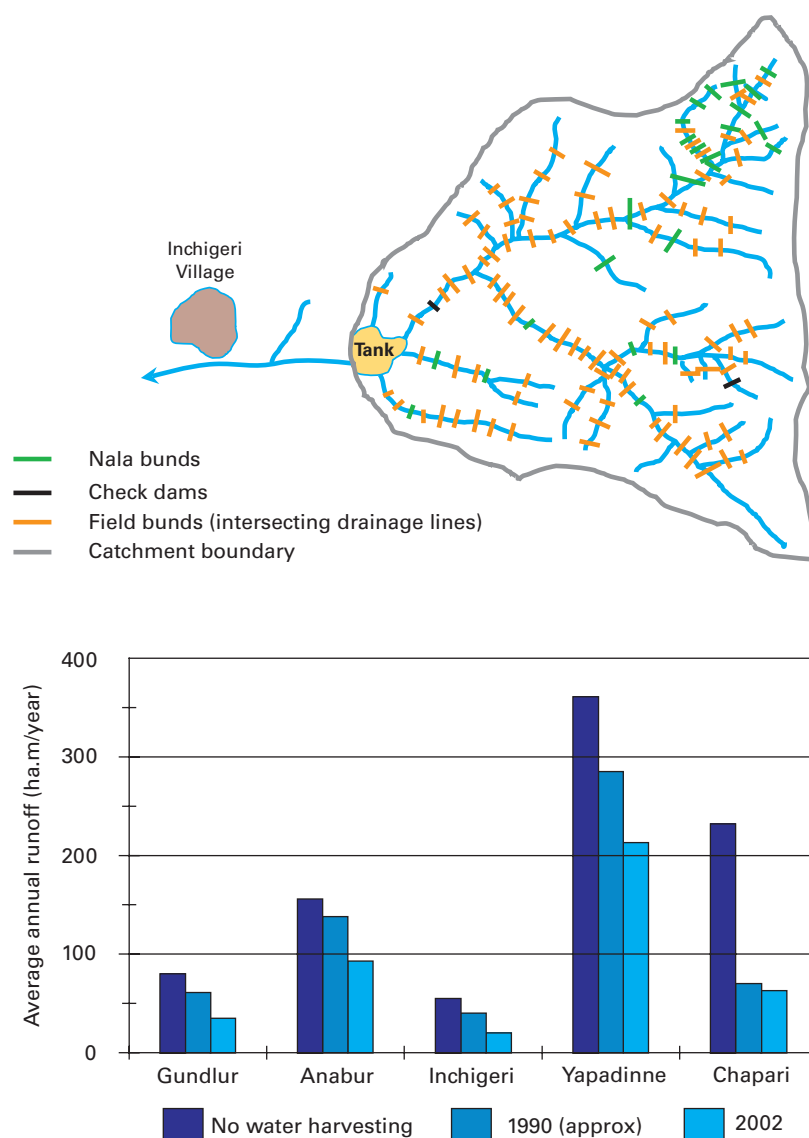 Inchigeri
Village
Tank
Nala bunds
Check dams
Field bunds (intersecting drainage lines)
Catchment boundary
Average annual runoff (ha.m/year)
400
300
200
100
0
Gundlur Anabur Inchigeri Yapadinne Chapari
No water harvesting 1990 (approx) 2002